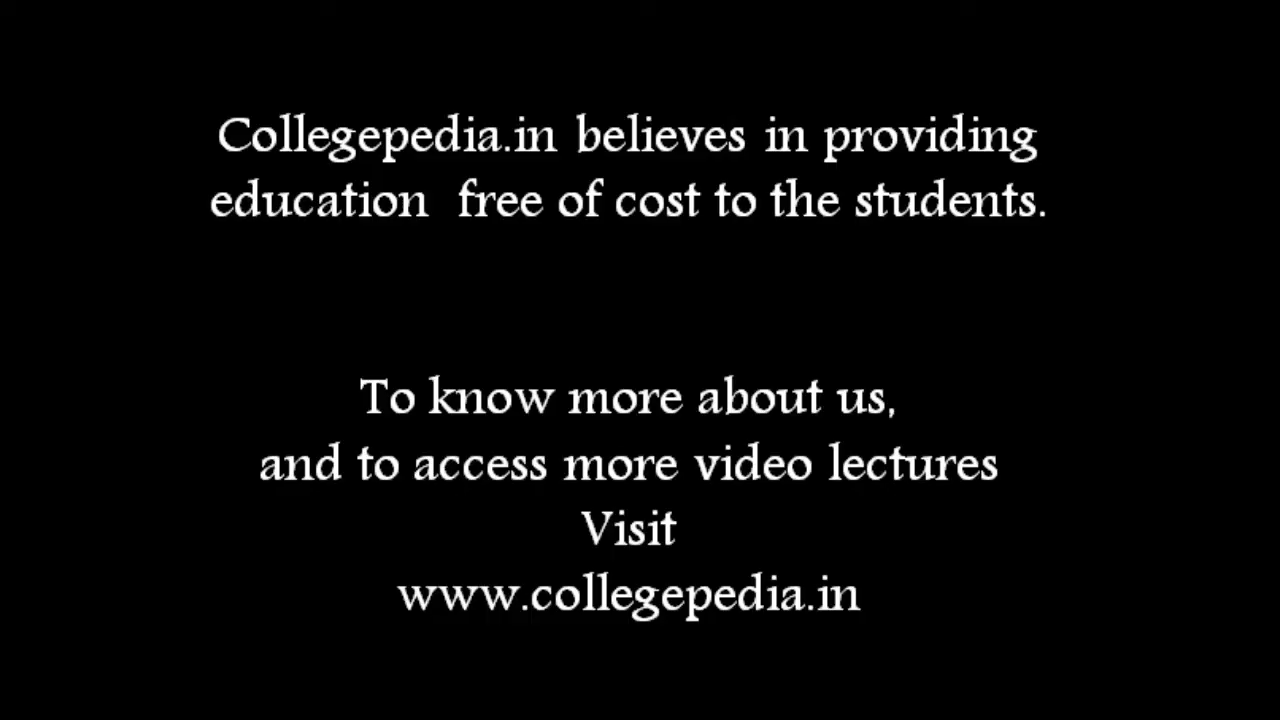 Collegepedia.in believes in providing
education  free of cost to the students.
To know more about us,
and to access more video lectures
Visit
www.collegepedia.in